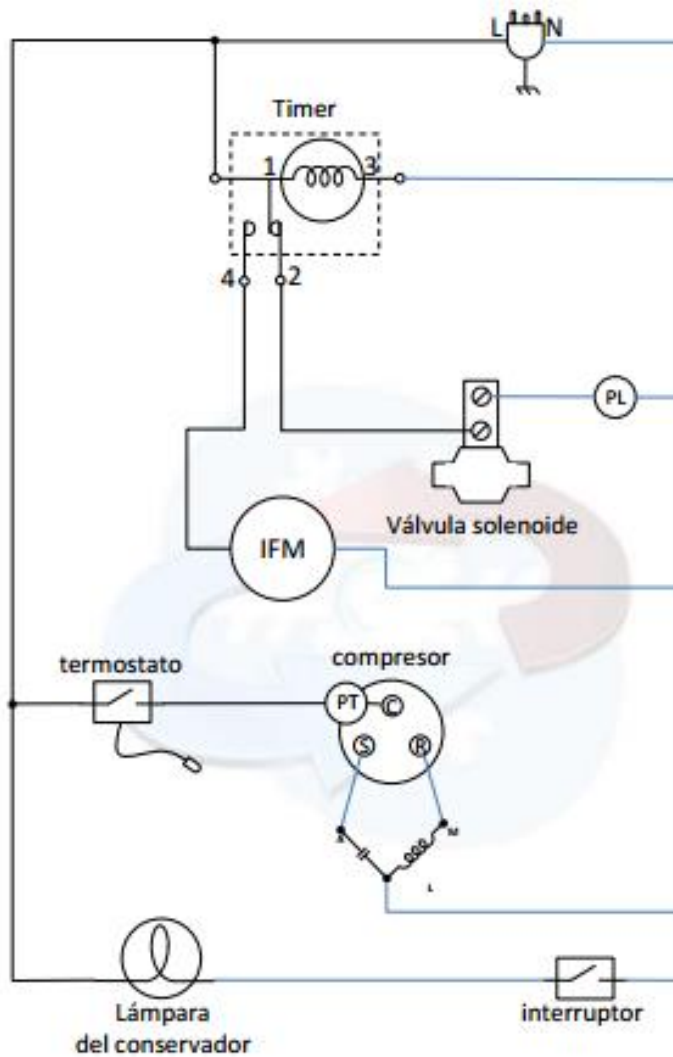 L N
Timer
1 3
4 2
PL
Válvula solenoide
IFM
termostato
compresor
PT C
S R
M
L
Lámpara
del conservador
interruptor